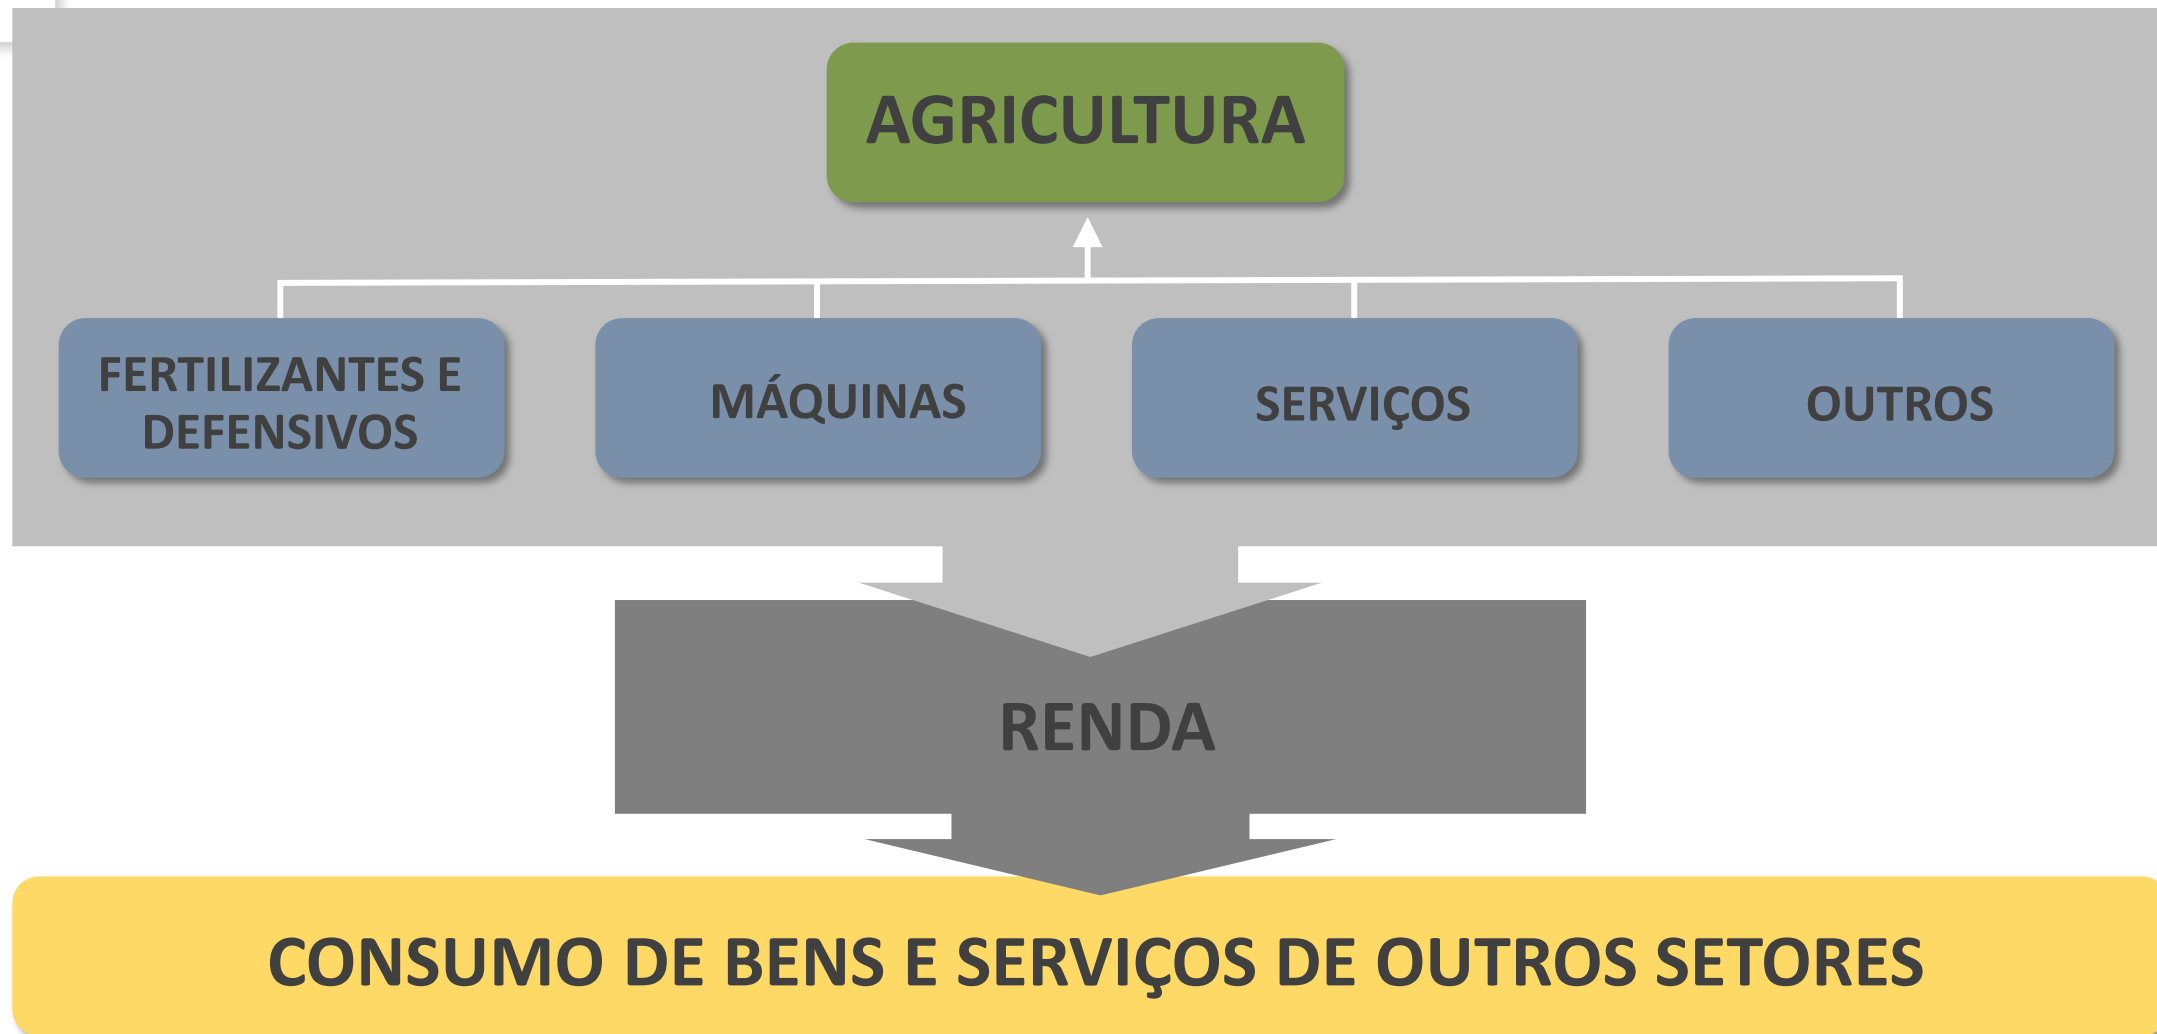 AGRICULTURA
FERTILIZANTES E
DEFENSIVOS
MÁQUINAS
SERVIÇOS
OUTROS
RENDA
CONSUMO DE BENS E SERVIÇOS DE OUTROS SETORES